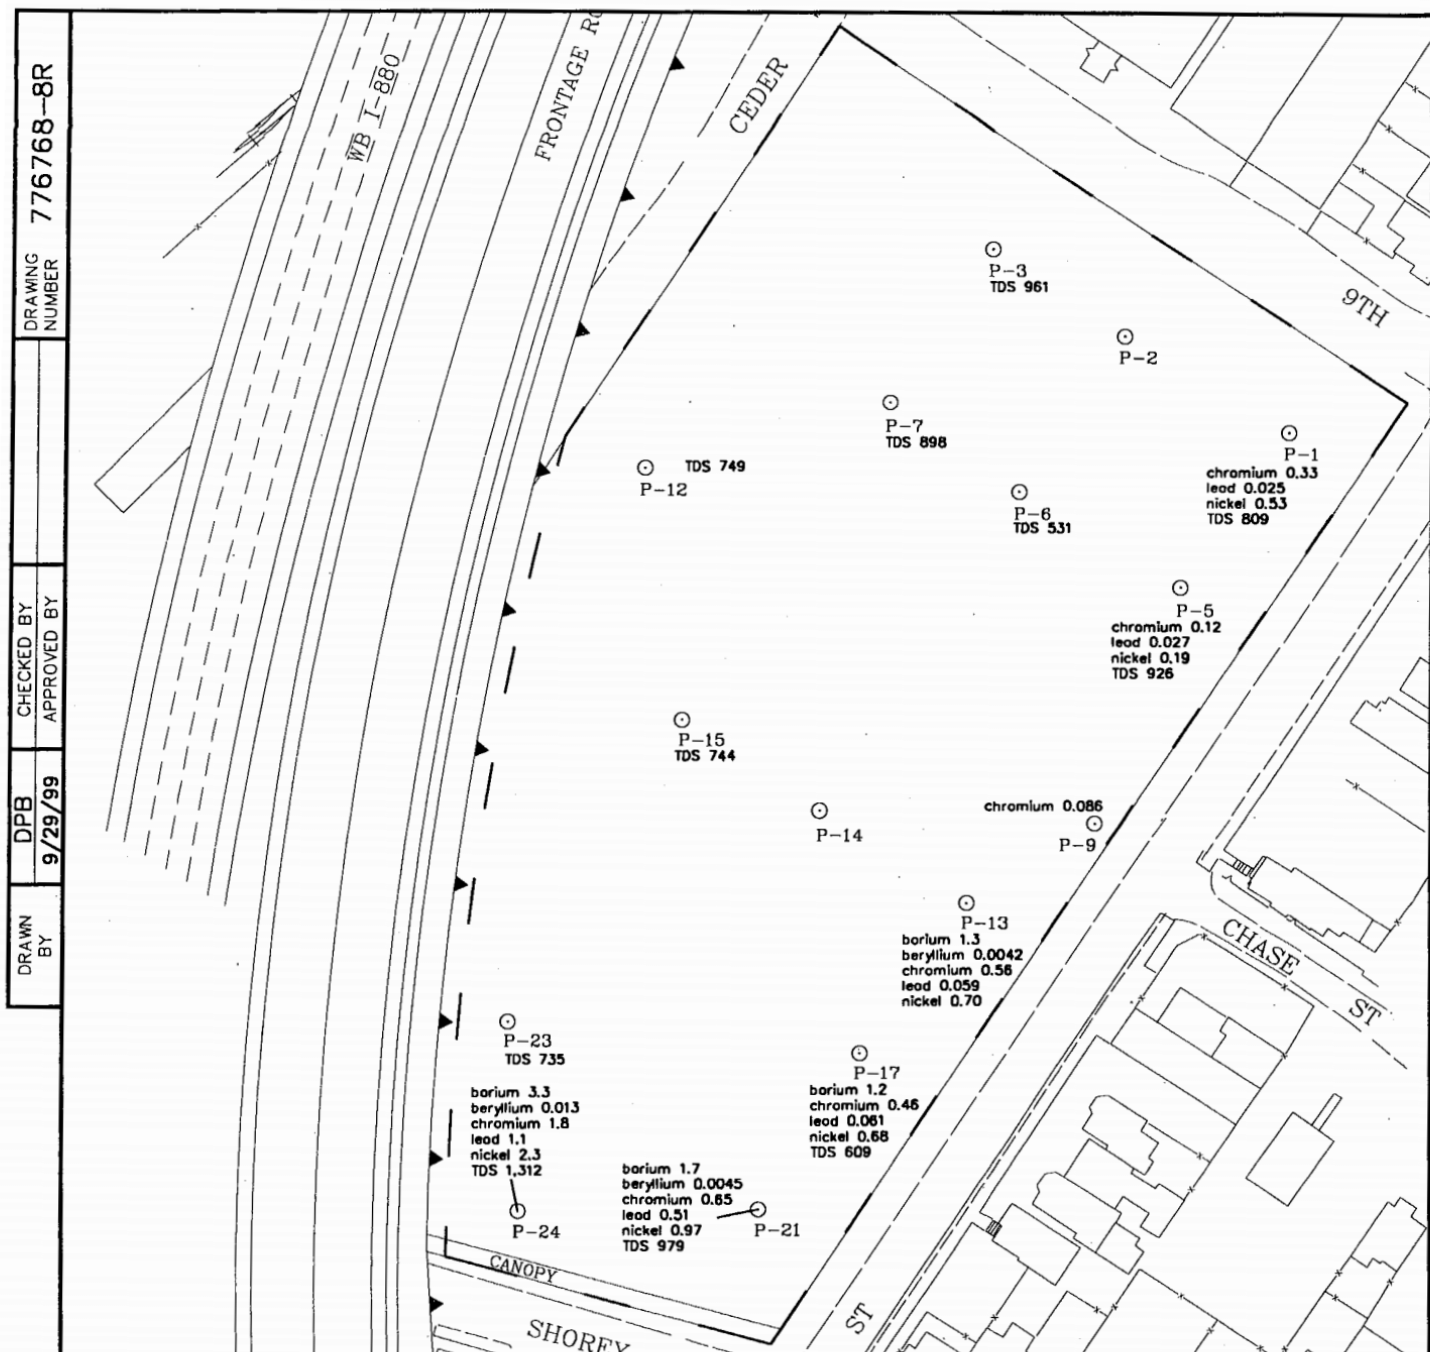 DRAWN BY
DPB
9/29/99
CHECKED BY
APPROVED BY
DRAWING NUMBER
776768-8R
WB I-880
FRONTAGE
CEDER
9TH
P-3
TDS 961
P-2
P-7
TDS 898
P-1
chromium 0.33
lead 0.025
nickel 0.53
TDS 809
TDS 749
P-12
P-6
TDS 531
P-5
chromium 0.12
lead 0.027
nickel 0.19
TDS 926
P-15
TDS 744
P-14
chromium 0.086
P-9
P-13
barium 1.3
beryllium 0.0042
chromium 0.56
lead 0.059
nickel 0.70
CHASE
ST
P-23
TDS 735
P-17
barium 1.2
chromium 0.46
lead 0.061
nickel 0.68
TDS 609
barium 3.3
beryllium 0.013
chromium 1.8
lead 1.1
nickel 2.3
TDS 1,312
P-24
barium 1.7
beryllium 0.0045
chromium 0.65
lead 0.51
nickel 0.97
TDS 979
P-21
CANOPY
SHOREY
ST